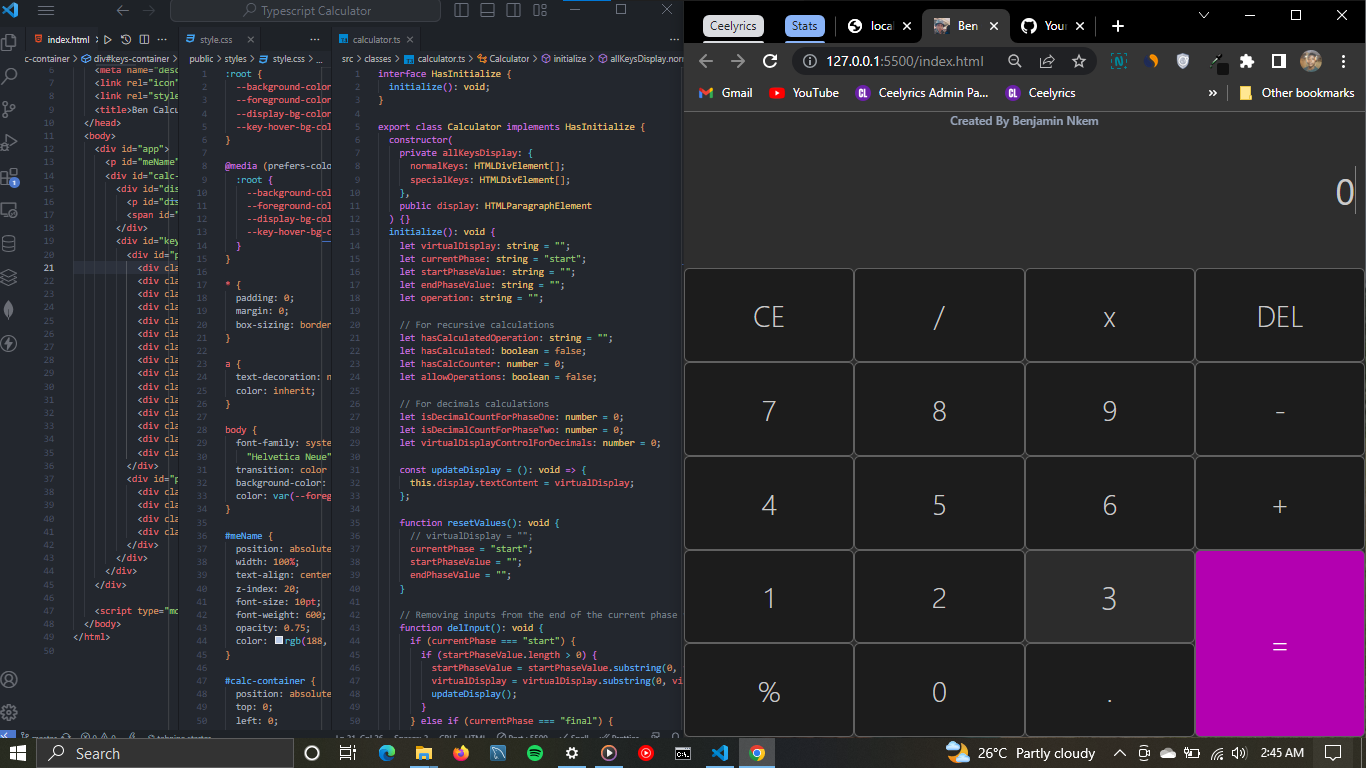 Typescript Calculator
index.html
style.css
calculator.ts
c-container > div#keys-container
public > styles > style.css > ...
src > classes > calculator.ts > Calculator > initialize > allKeysDisplay.norm
6 <meta name="desc
7 <link rel="icon"
8 <link rel="style
9 <title>Ben Calcu
10 </head>
11 <body>
12 <div id="app">
13 <p id="meName"
14 <div id="calc-
15 <div id="dis
16 <p id="dis
17 <span id="
18 </div>
19 <div id="key
20 <div id="p
21 <div cla
22 <div cla
23 <div cla
24 <div cla
25 <div cla
26 <div cla
27 <div cla
28 <div cla
29 <div cla
30 <div cla
31 <div cla
32 <div cla
33 <div cla
34 <div cla
35 <div cla
36 </div>
37 <div id="p
38 <div cla
39 <div cla
40 <div cla
41 <div cla
42 </div>
43 </div>
44 </div>
45 </div>
46
47 <script type="mo
48 </body>
49 </html>
50
1 :root {
2 --background-color
3 --foreground-color
4 --display-bg-color
5 --key-hover-bg-col
6 }
7
8 @media (prefers-colo
9 :root {
10 --background-col
11 --foreground-col
12 --display-bg-col
13 --key-hover-bg-c
14 }
15 }
16
17 * {
18 padding: 0;
19 margin: 0;
20 box-sizing: border
21 }
22
23 a {
24 text-decoration: n
25 color: inherit;
26 }
27
28 body {
29 font-family: syste
30 "Helvetica Neue"
31 transition: color
32 background-color:
33 color: var(--foreg
34 }
35
36 #meName {
37 position: absolute
38 width: 100%;
39 text-align: center
40 z-index: 20;
41 font-size: 10pt;
42 font-weight: 600;
43 opacity: 0.75;
44 color: rgb(188,
45 }
46
47 #calc-container {
48 position: absolute
49 top: 0;
50 left: 0;
1 interface HasInitialize {
2 initialize(): void;
3 }
4
5 export class Calculator implements HasInitialize {
6 constructor(
7 private allKeysDisplay: {
8 normalKeys: HTMLDivElement[];
9 specialKeys: HTMLDivElement[];
10 },
11 public display: HTMLParagraphElement
12 ) {}
13 initialize(): void {
14 let virtualDisplay: string = "";
15 let currentPhase: string = "start";
16 let startPhaseValue: string = "";
17 let endPhaseValue: string = "";
18 let operation: string = "";
19
20 // For recursive calculations
21 let hasCalculatedOperation: string = "";
22 let hasCalculated: boolean = false;
23 let hasCalcCounter: number = 0;
24 let allowOperations: boolean = false;
25
26 // For decimals calculations
27 let isDecimalCountForPhaseOne: number = 0;
28 let isDecimalCountForPhaseTwo: number = 0;
29 let virtualDisplayControlForDecimals: number = 0;
30
31 const updateDisplay = (): void => {
32 this.display.textContent = virtualDisplay;
33 };
34
35 function resetValues(): void {
36 // virtualDisplay = "";
37 currentPhase = "start";
38 startPhaseValue = "";
39 endPhaseValue = "";
40 }
41
42 // Removing inputs from the end of the current phase
43 function delInput(): void {
44 if (currentPhase === "start") {
45 if (startPhaseValue.length > 0) {
46 startPhaseValue = startPhaseValue.substring(0,
47 virtualDisplay = virtualDisplay.substring(0, vi
48 updateDisplay();
49 }
50 } else if (currentPhase === "final") {
Ceelyrics
Stats
local
Ben
Your
127.0.0.1:5500/index.html
Gmail
YouTube
Ceelyrics Admin Pa...
Ceelyrics
»
Other bookmarks
Created By Benjamin Nkem
0
CE / x DEL
7 8 9 -
4 5 6 +
1 2 3
=
% 0 .
Search
26°C Partly cloudy
2:45 AM